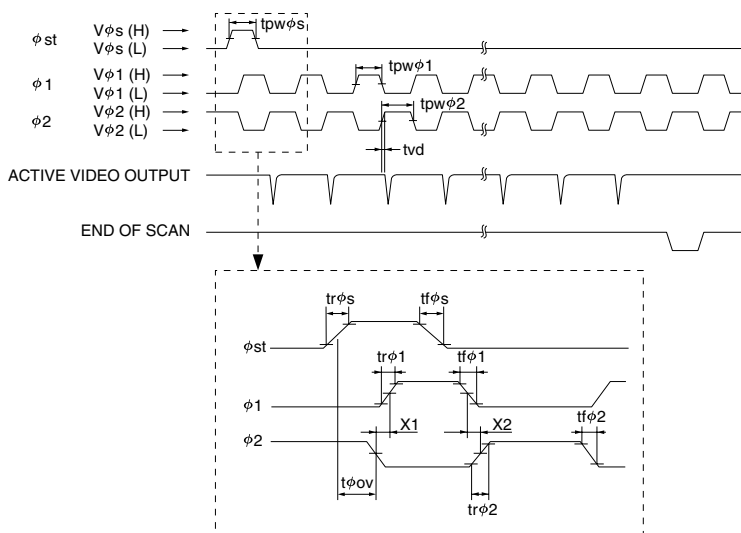 tpwϕs
ϕst
Vϕs (H)
Vϕs (L)
tpwϕ1
ϕ1
Vϕ1 (H)
Vϕ1 (L)
tpwϕ2
ϕ2
Vϕ2 (H)
Vϕ2 (L)
tvd
ACTIVE VIDEO OUTPUT
END OF SCAN
trϕs
tfϕs
ϕst
trϕ1
tfϕ1
ϕ1
X1
X2
tfϕ2
ϕ2
tϕov
trϕ2